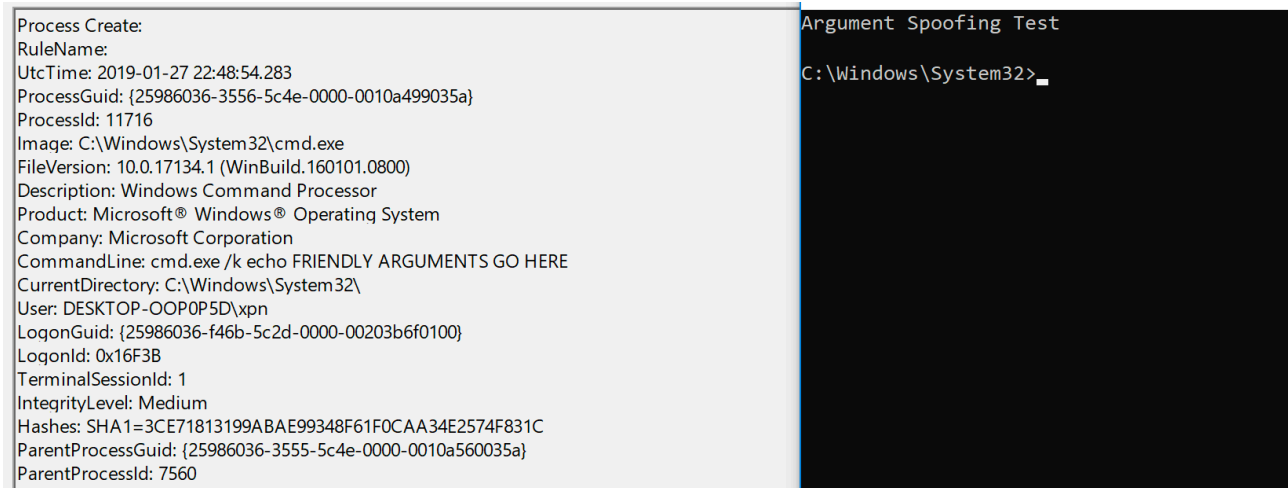 Process Create:
RuleName:
UtcTime: 2019-01-27 22:48:54.283
ProcessGuid: {25986036-3556-5c4e-0000-0010a499035a}
ProcessId: 11716
Image: C:\Windows\System32\cmd.exe
FileVersion: 10.0.17134.1 (WinBuild.160101.0800)
Description: Windows Command Processor
Product: Microsoft® Windows® Operating System
Company: Microsoft Corporation
CommandLine: cmd.exe /k echo FRIENDLY ARGUMENTS GO HERE
CurrentDirectory: C:\Windows\System32\
User: DESKTOP-OOP0P5D\xpn
LogonGuid: {25986036-f46b-5c2d-0000-00203b6f0100}
LogonId: 0x16F3B
TerminalSessionId: 1
IntegrityLevel: Medium
Hashes: SHA1=3CE71813199ABAE99348F61F0CAA34E2574F831C
ParentProcessGuid: {25986036-3555-5c4e-0000-0010a560035a}
ParentProcessId: 7560
Argument Spoofing Test
C:\Windows\System32>